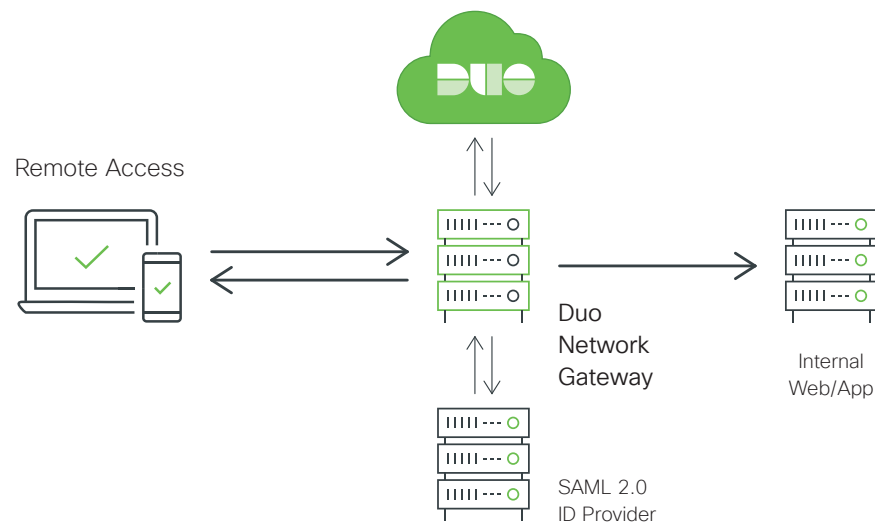 DUO
Remote Access
Duo
Network
Gateway
Internal
Web/App
SAML 2.0
ID Provider